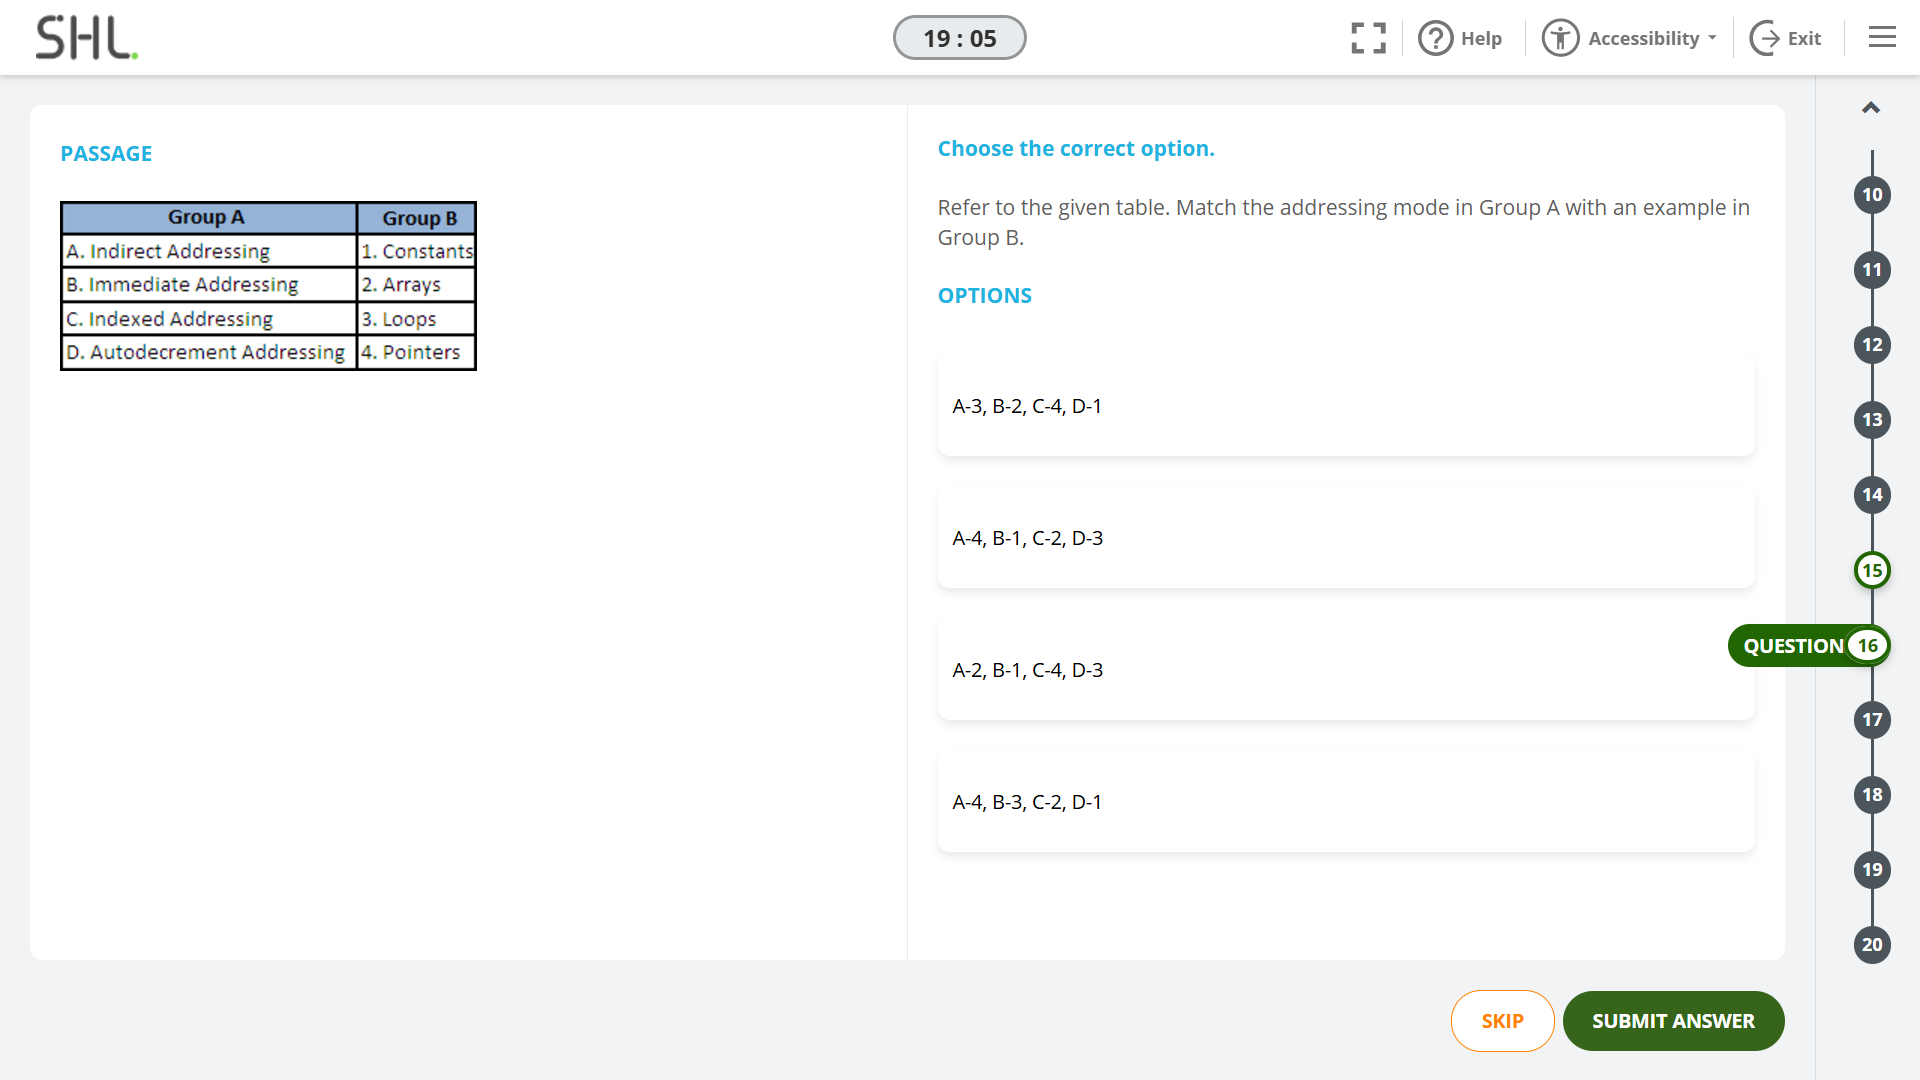 SHL.
19 : 05
Help
Accessibility
Exit
PASSAGE
Group A Group B
A. Indirect Addressing 1. Constants
B. Immediate Addressing 2. Arrays
C. Indexed Addressing 3. Loops
D. Autodecrement Addressing 4. Pointers
Choose the correct option.
Refer to the given table. Match the addressing mode in Group A with an example in
Group B.
OPTIONS
A-3, B-2, C-4, D-1
A-4, B-1, C-2, D-3
A-2, B-1, C-4, D-3
A-4, B-3, C-2, D-1
10
11
12
13
14
15
QUESTION 16
17
18
19
20
SKIP
SUBMIT ANSWER